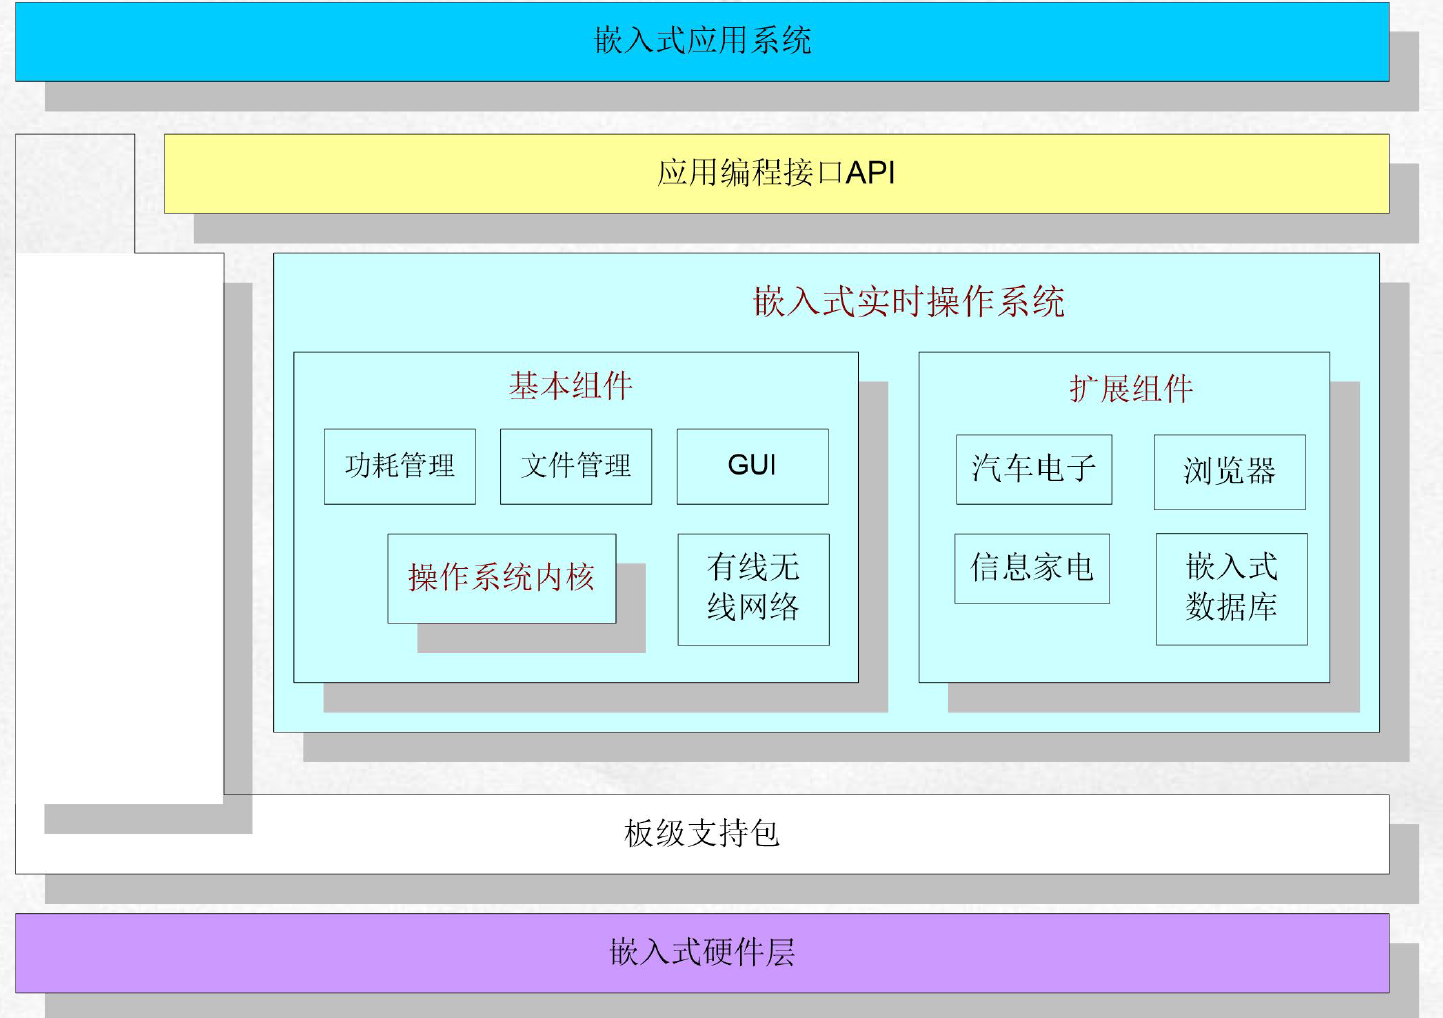 嵌入式应用系统
应用编程接口API
嵌入式实时操作系统
基本组件
功耗管理
文件管理
GUI
操作系统内核
有线无
线网络
扩展组件
汽车电子
浏览器
信息家电
嵌入式
数据库
板级支持包
嵌入式硬件层